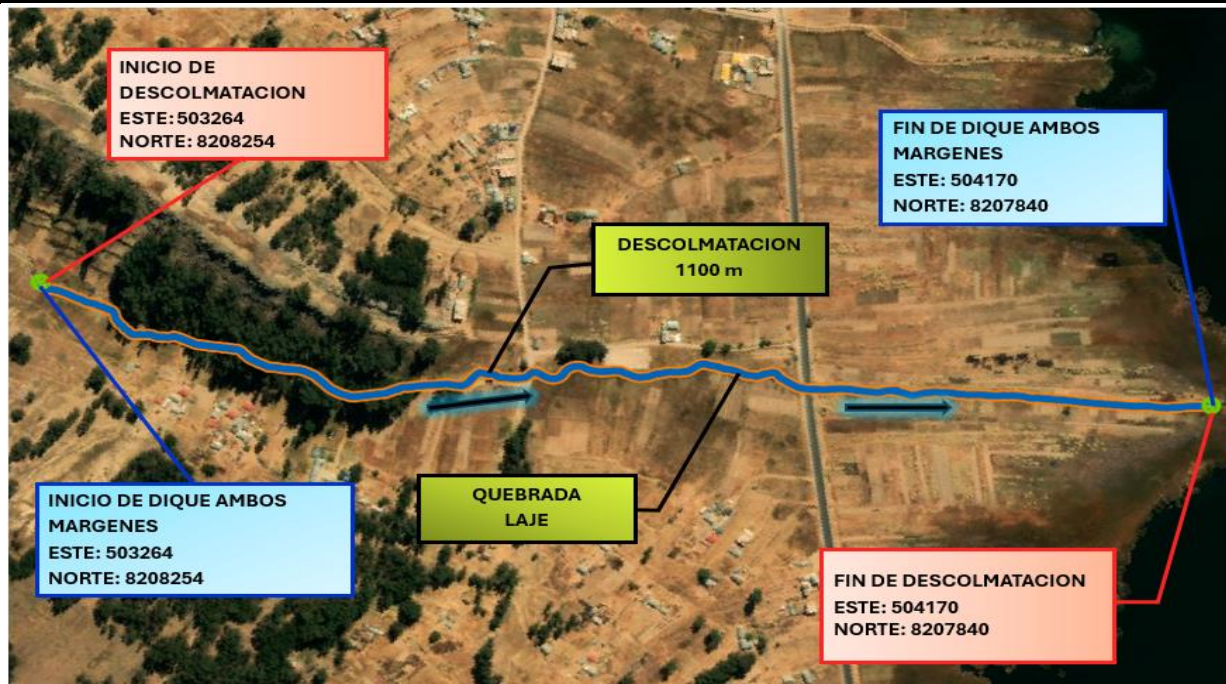 INICIO DE
DESCOLMATACION
ESTE: 503264
NORTE: 8208254
FIN DE DIQUE AMBOS
MARGENES
ESTE: 504170
NORTE: 8207840
DESCOLMATACION
1100 m
QUEBRADA
LAJE
INICIO DE DIQUE AMBOS
MARGENES
ESTE: 503264
NORTE: 8208254
FIN DE DESCOLMATACION
ESTE: 504170
NORTE: 8207840